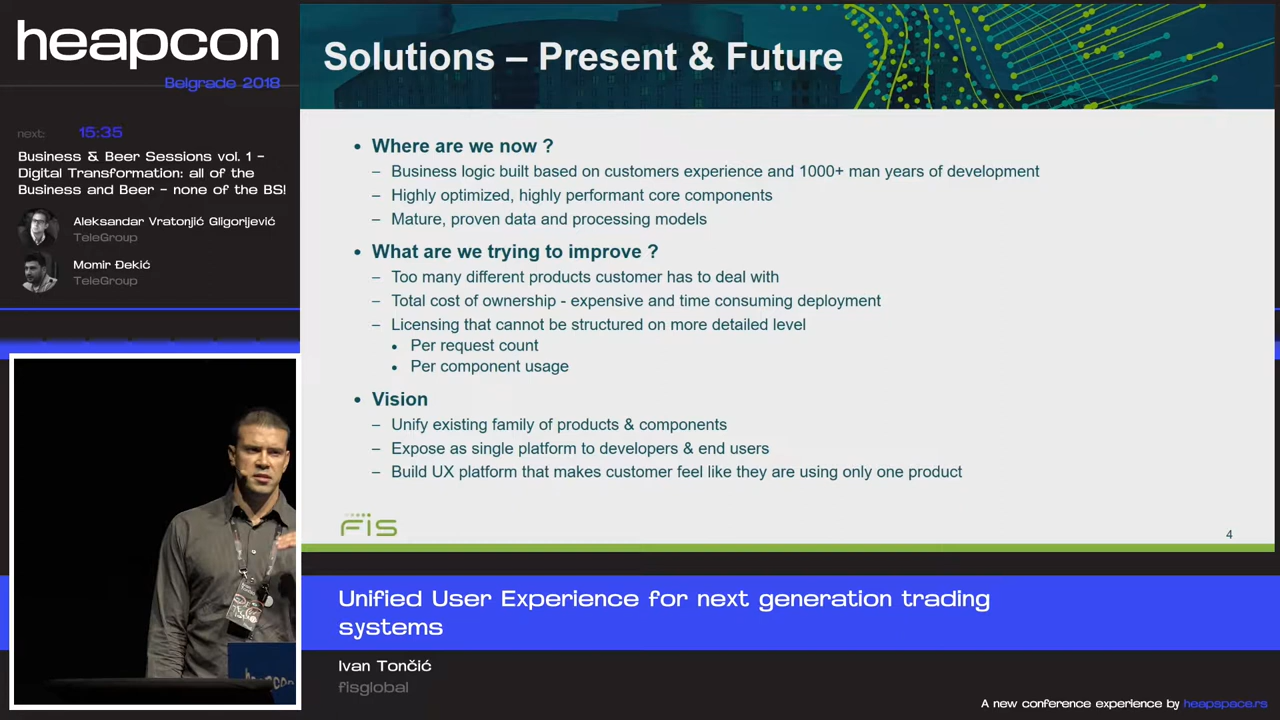 heapcon
Belgrade 2018
next: 15:35
Business & Beer Sessions vol. 1 -
Digital Transformation: all of the
Business and Beer - none of the BS!
Aleksandar Vratonjić Gligorijević
TeleGroup
Momir Đekić
TeleGroup
Solutions – Present & Future
• Where are we now ?
– Business logic built based on customers experience and 1000+ man years of development
– Highly optimized, highly performant core components
– Mature, proven data and processing models
• What are we trying to improve ?
– Too many different products customer has to deal with
– Total cost of ownership - expensive and time consuming deployment
– Licensing that cannot be structured on more detailed level
• Per request count
• Per component usage
• Vision
– Unify existing family of products & components
– Expose as single platform to developers & end users
– Build UX platform that makes customer feel like they are using only one product
FIS
4
Unified User Experience for next generation trading
systems
Ivan Tončić
fisglobal
A new conference experience by heapspace.rs